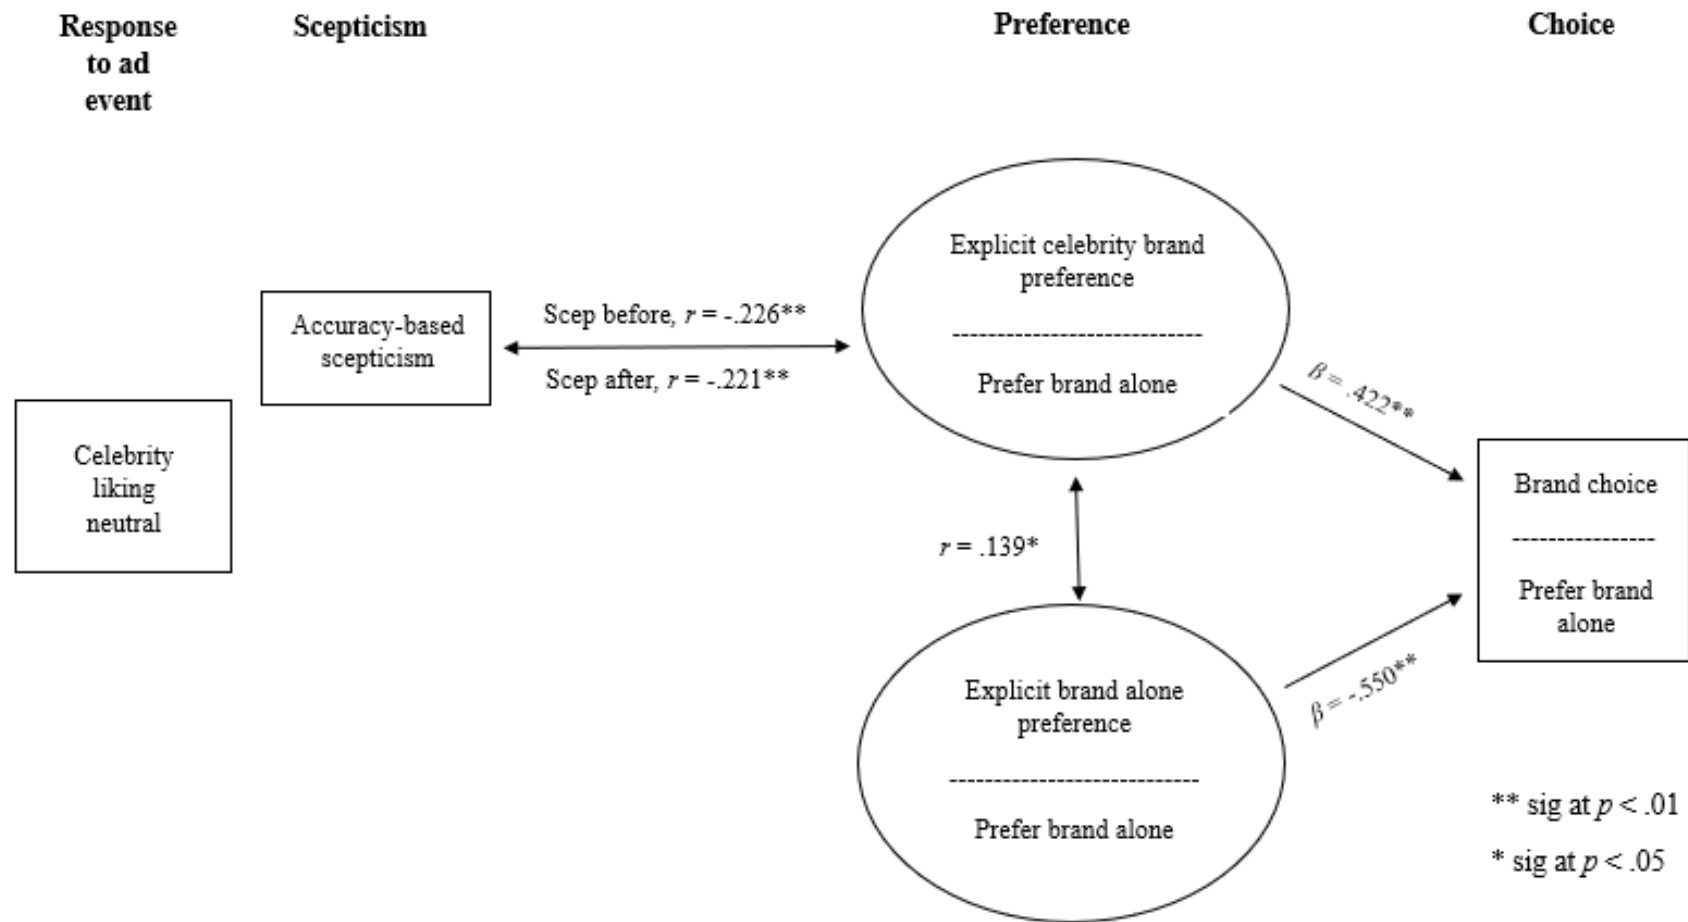 Response
to ad
event
Scepticism
Preference
Choice
Celebrity
liking
neutral
Accuracy-based
scepticism
Scep before, r = -.226**
Scep after, r = -.221**
Explicit celebrity brand
preference
----------------------------
Prefer brand alone
r = .139*
Explicit brand alone
preference
----------------------------
Prefer brand alone
β = .422**
β = -.550**
Brand choice
----------------
Prefer brand
alone
** sig at p < .01
* sig at p < .05